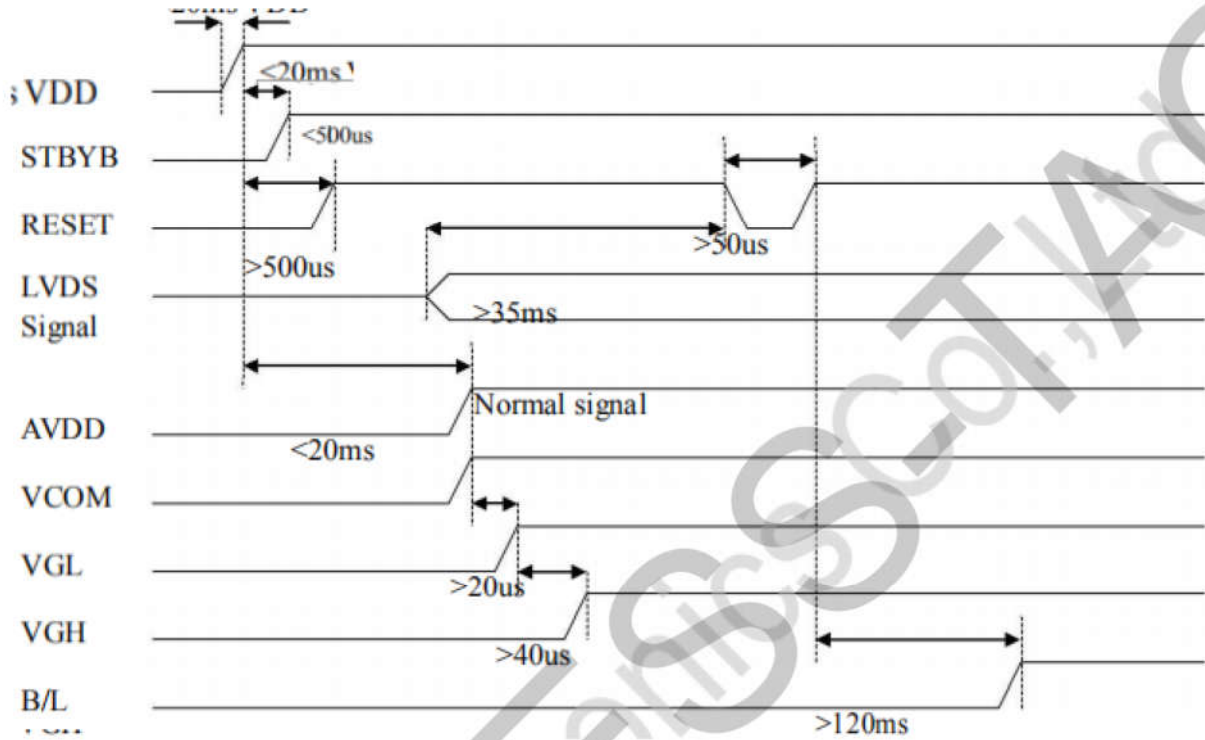 <20ms
s VDD
STBYB
<500us
RESET
>50us
>500us
LVDS
Signal
>35ms
Normal signal
AVDD
<20ms
VCOM
VGL
>20us
VGH
>40us
B/L
>120ms